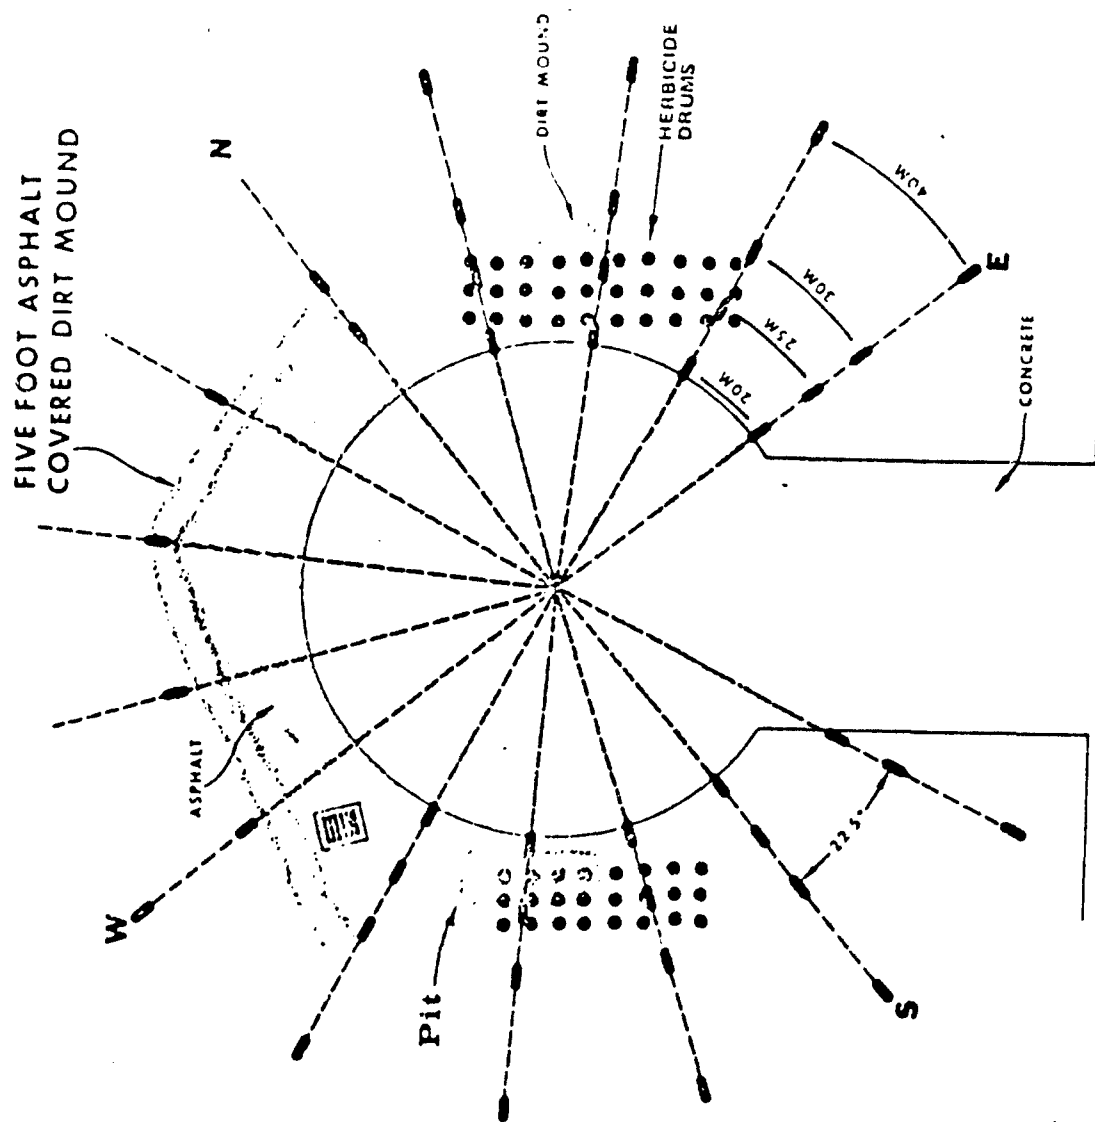 FIVE FOOT ASPHALT
COVERED DIRT MOUND
N
DIRT MOUND
HERBICIDE
DRUMS
40M
30M
25M
20M
E
CONCRETE
ASPHALT
W
Pit
22.5°
S